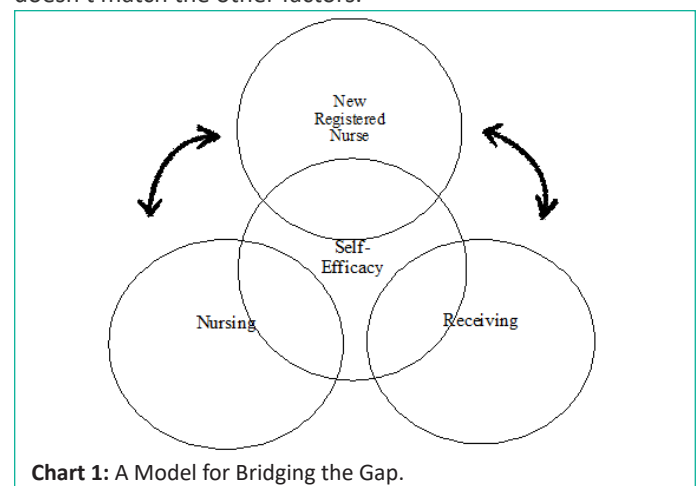 doesn't match the other factors.
New
Registered
Nurse
Self-
Efficacy
Nursing
Receiving
Chart 1: A Model for Bridging the Gap.